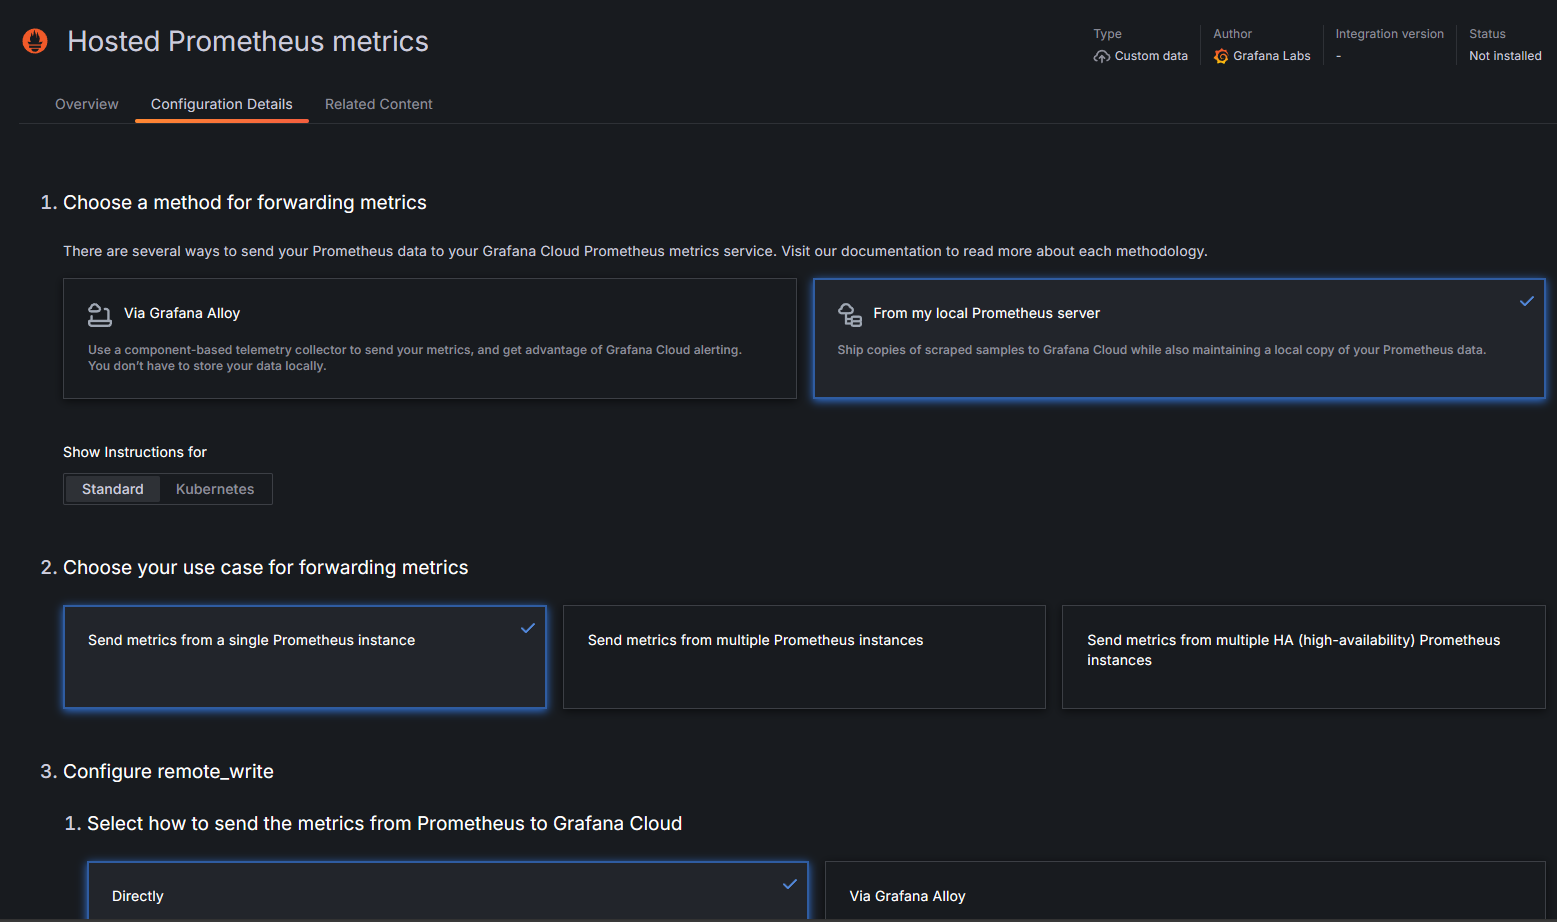 Hosted Prometheus metrics
Type
Custom data
Author
Grafana Labs
Integration version
-
Status
Not installed
Overview
Configuration Details
Related Content
1. Choose a method for forwarding metrics
There are several ways to send your Prometheus data to your Grafana Cloud Prometheus metrics service. Visit our documentation to read more about each methodology.
Via Grafana Alloy
Use a component-based telemetry collector to send your metrics, and get advantage of Grafana Cloud alerting.
You don't have to store your data locally.
From my local Prometheus server
Ship copies of scraped samples to Grafana Cloud while also maintaining a local copy of your Prometheus data.
Show Instructions for
Standard
Kubernetes
2. Choose your use case for forwarding metrics
Send metrics from a single Prometheus instance
Send metrics from multiple Prometheus instances
Send metrics from multiple HA (high-availability) Prometheus
instances
3. Configure remote_write
1. Select how to send the metrics from Prometheus to Grafana Cloud
Directly
Via Grafana Alloy